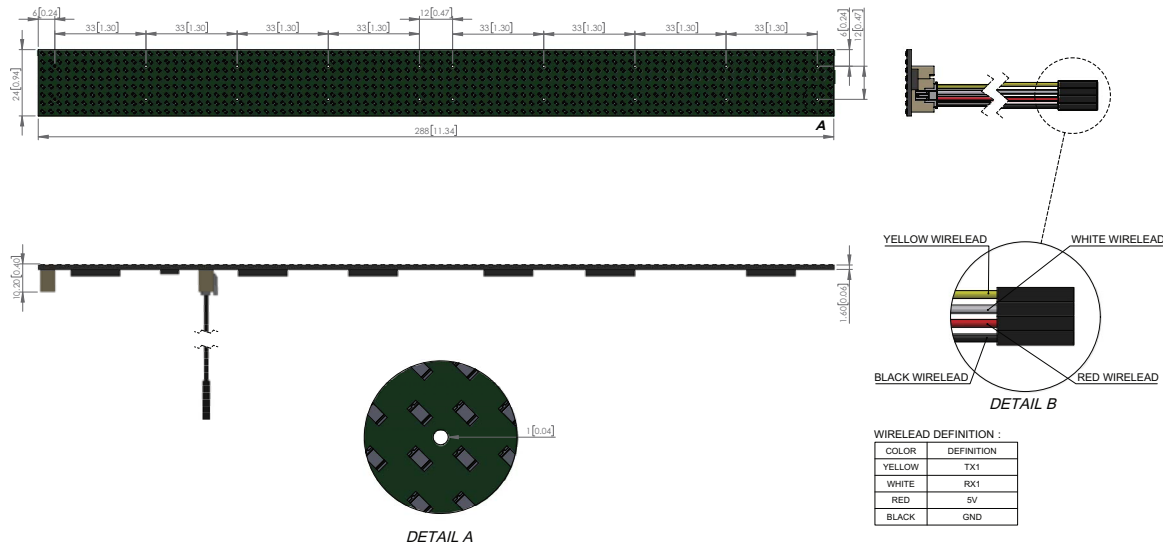 6[0.24]
33[1.30]
33[1.30]
33[1.30]
33[1.30]
12[0.47]
33[1.30]
33[1.30]
33[1.30]
33[1.30]
6[0.24]
12[0.47]
24[0.94]
A
288[11.34]
10.20[0.40]
1.60[0.06]
1[0.04]
DETAIL A
YELLOW WIRELEAD
WHITE WIRELEAD
BLACK WIRELEAD
RED WIRELEAD
DETAIL B
WIRELEAD DEFINITION :
COLOR DEFINITION
YELLOW TX1
WHITE RX1
RED 5V
BLACK GND